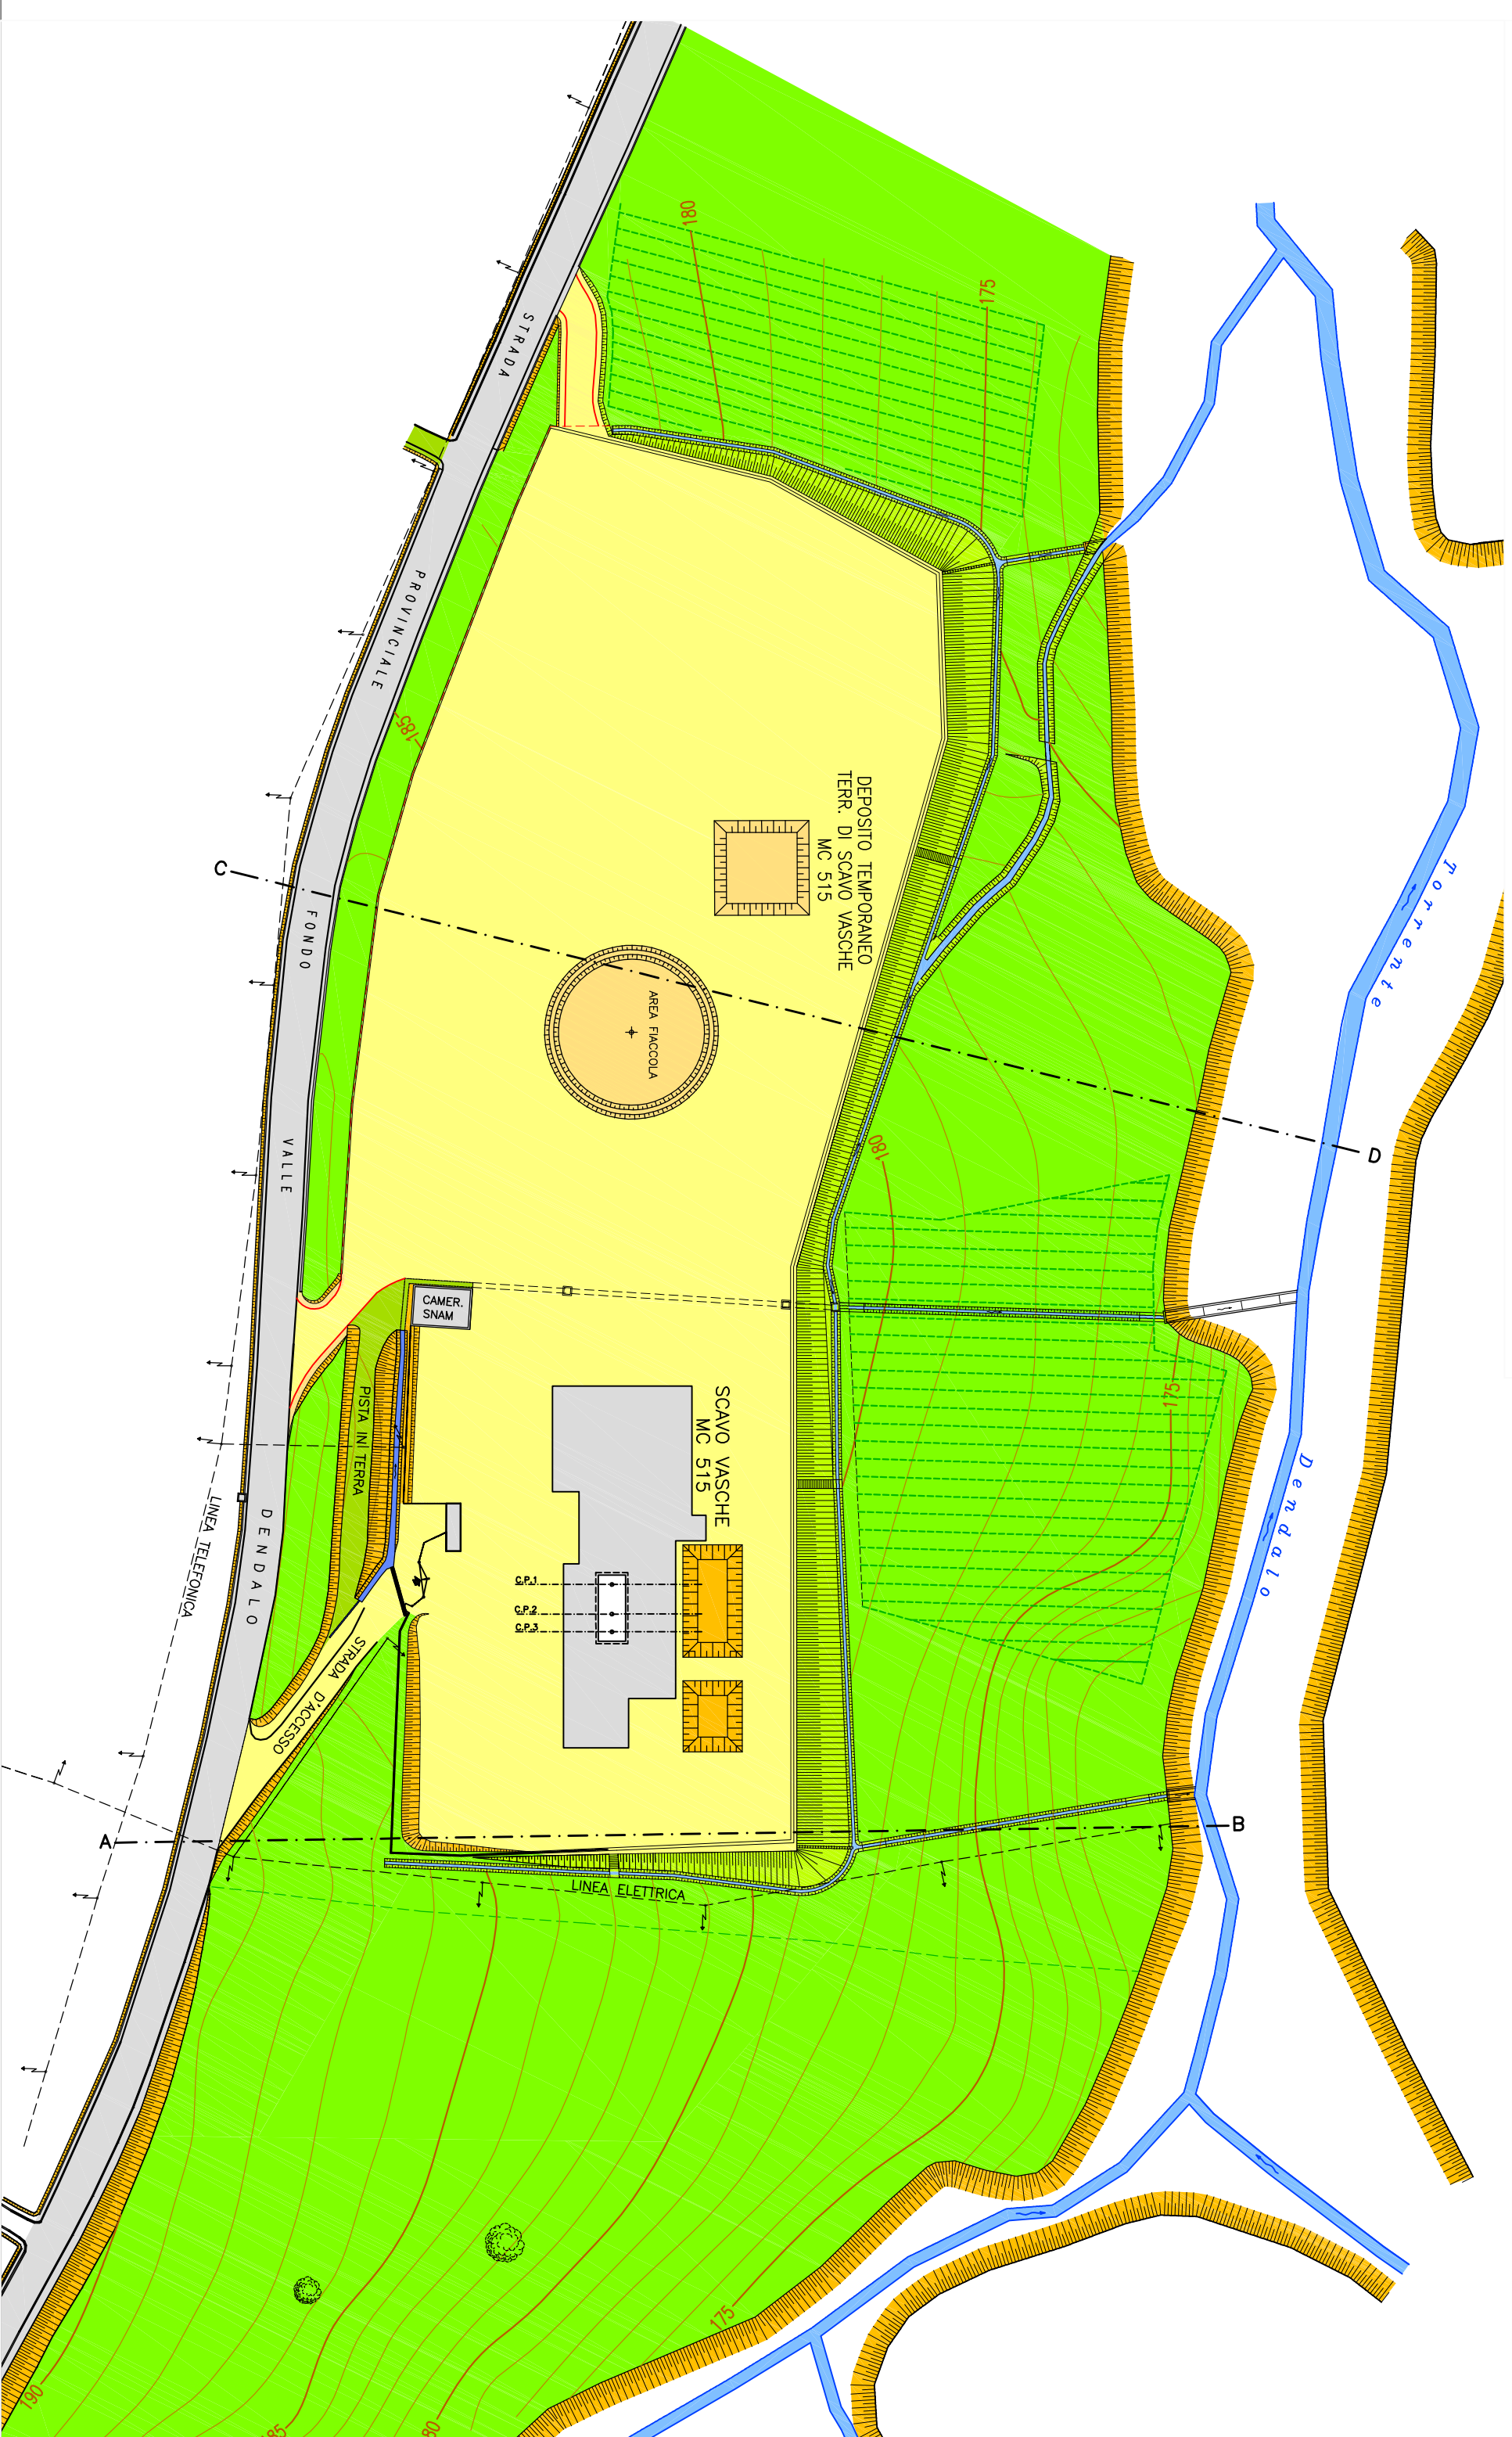 180
175
STRADA
PROVINCIALE
185
FONDO
VALLE
DENDALO
DEPOSITO TEMPORANEO
TERR. DI SCAVO VASCHE
MC 515
C
D
AREA FIACCOLA
Torrente
Dendalo
180
175
CAMER.
SNAM
SCAVO VASCHE
MC 515
PISTA IN TERRA
C.P.1
C.P.2
C.P.3
LINEA TELEFONICA
STRADA D'ACCESSO
A
B
LINEA ELETTRICA
175
190
85
80